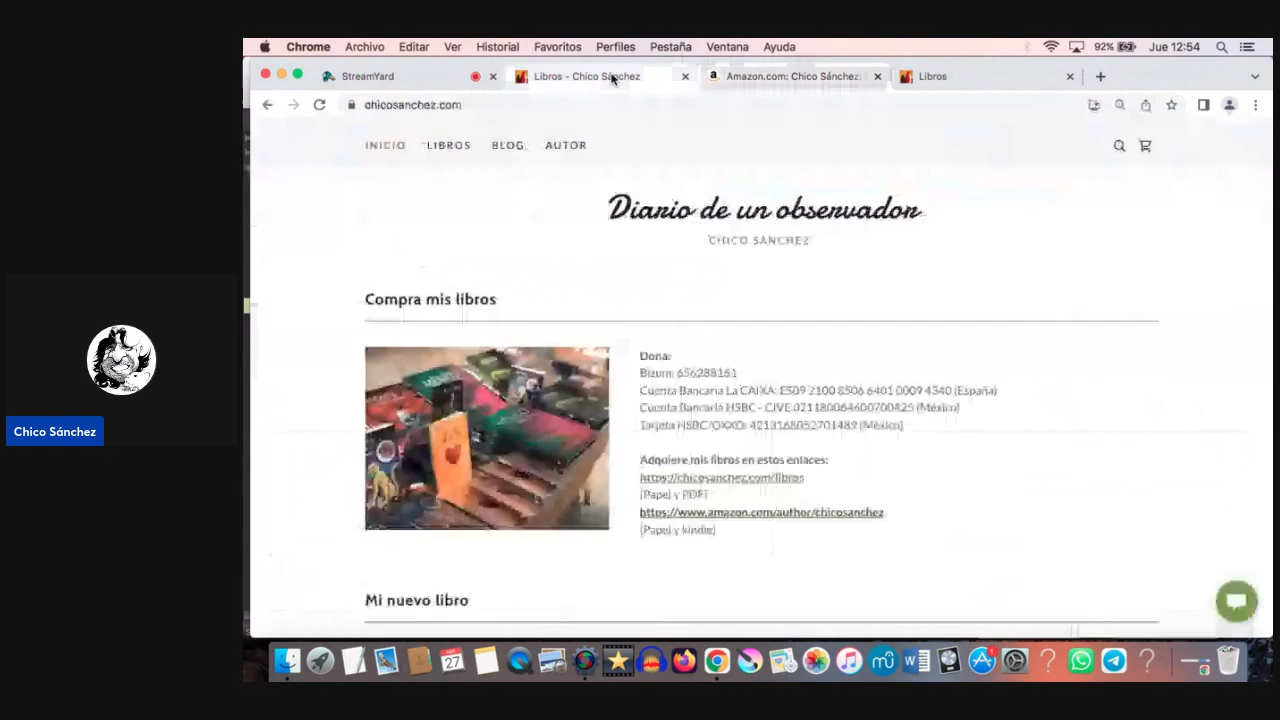 Chrome Archivo Editar Ver Historial Favoritos Perfiles Pestaña Ventana Ayuda 92% Jue 12:54
StreamYard
Libros - Chico Sánchez
Amazon.com: Chico Sánchez:
Libros
chicosanchez.com
INICIO LIBROS BLOG AUTOR
Diario de un observador
CHICO SÁNCHEZ
Compra mis libros
Dona:
Bizum: 656288161
Cuenta Bancaria La CAIXA: ES09 2100 8506 6401 0009 4340 (España)
Cuenta Bancaria HSBC - (México)
Tarjeta HSBC/OXXO: (México)
Adquiere mis libros en estos enlaces:
https://chicosanchez.com/libros
(Papel y PDF)
https://www.amazon.com/author/chicosanchez
(Papel y kindle)
Mi nuevo libro
Chico Sánchez
27